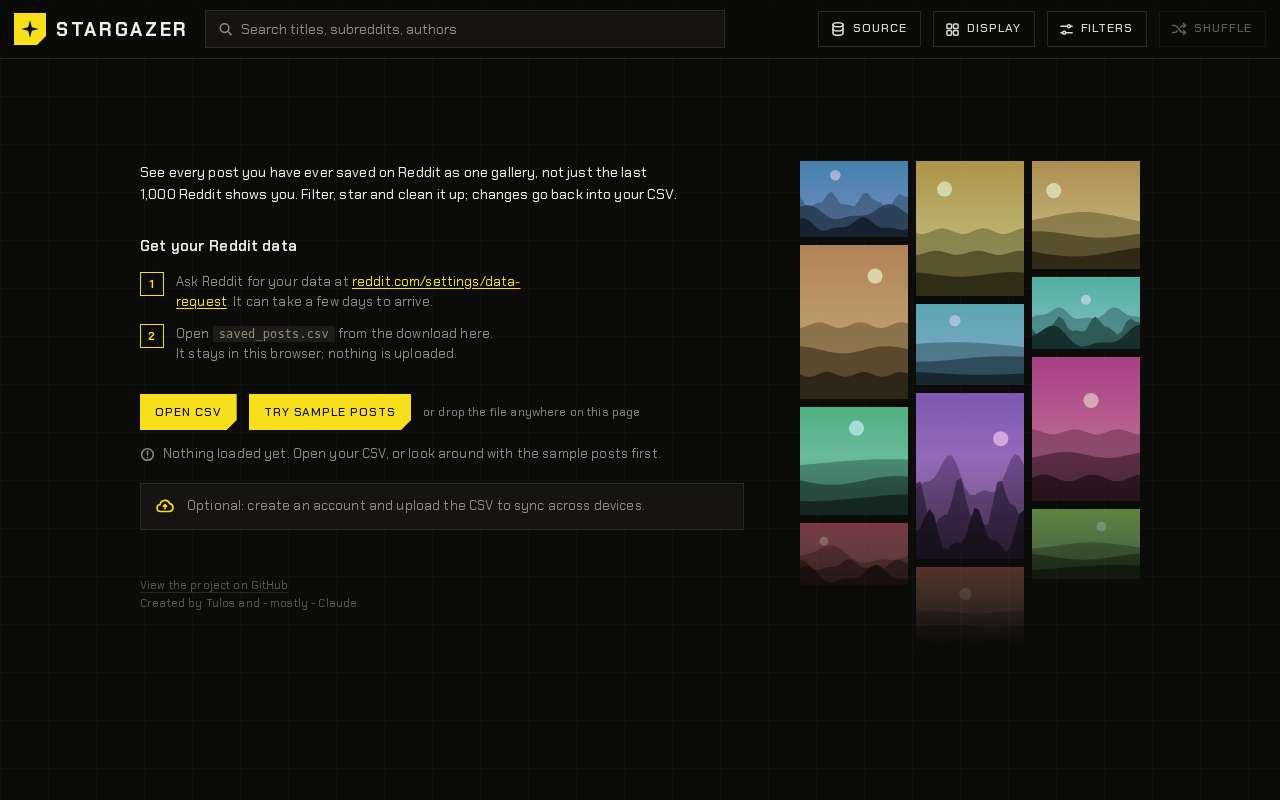 STARGAZER
Search titles, subreddits, authors
SOURCE
DISPLAY
FILTERS
SHUFFLE
See every post you have ever saved on Reddit as one gallery, not just the last
1,000 Reddit shows you. Filter, star and clean it up; changes go back into your CSV.
Get your Reddit data
1
Ask Reddit for your data at reddit.com/settings/data-
request. It can take a few days to arrive.
2
Open saved_posts.csv from the download here.
It stays in this browser; nothing is uploaded.
OPEN CSV
TRY SAMPLE POSTS
or drop the file anywhere on this page
Nothing loaded yet. Open your CSV, or look around with the sample posts first.
Optional: create an account and upload the CSV to sync across devices.
View the project on GitHub
Created by Tulos and - mostly - Claude